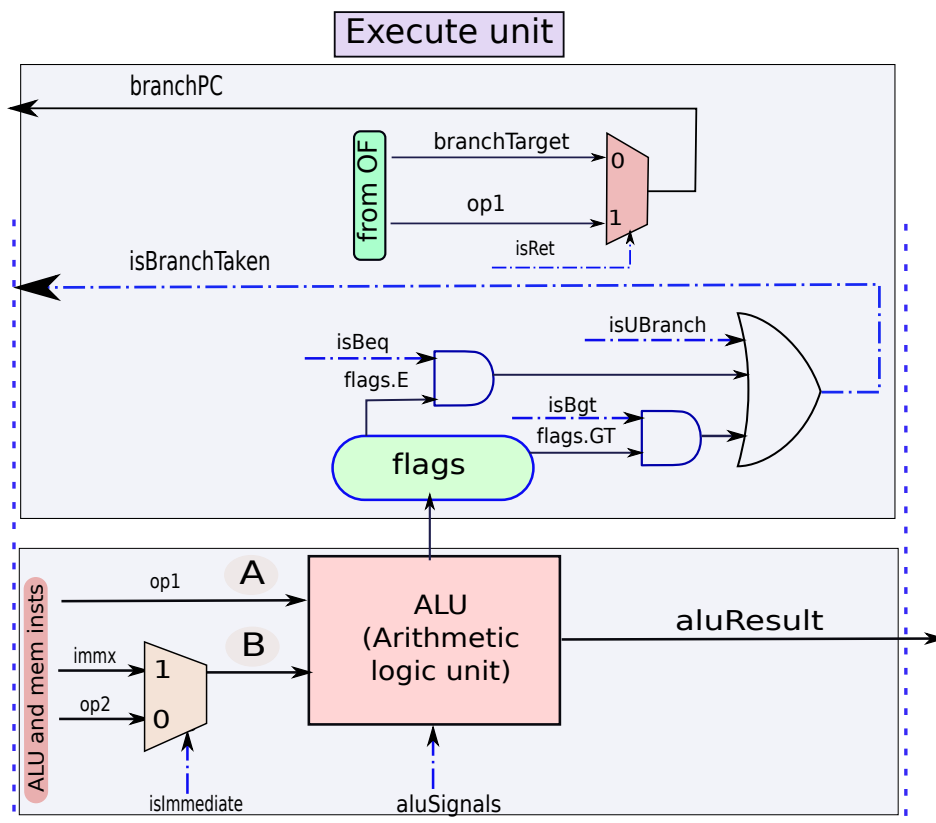 Execute unit
branchPC
from OF
branchTarget
0
op1
1
isRet
isBranchTaken
isUBranch
isBeq
flags.E
isBgt
flags.GT
flags
ALU and mem insts
op1
A
immx
1
B
op2
0
isImmediate
ALU
(Arithmetic
logic unit)
aluSignals
aluResult